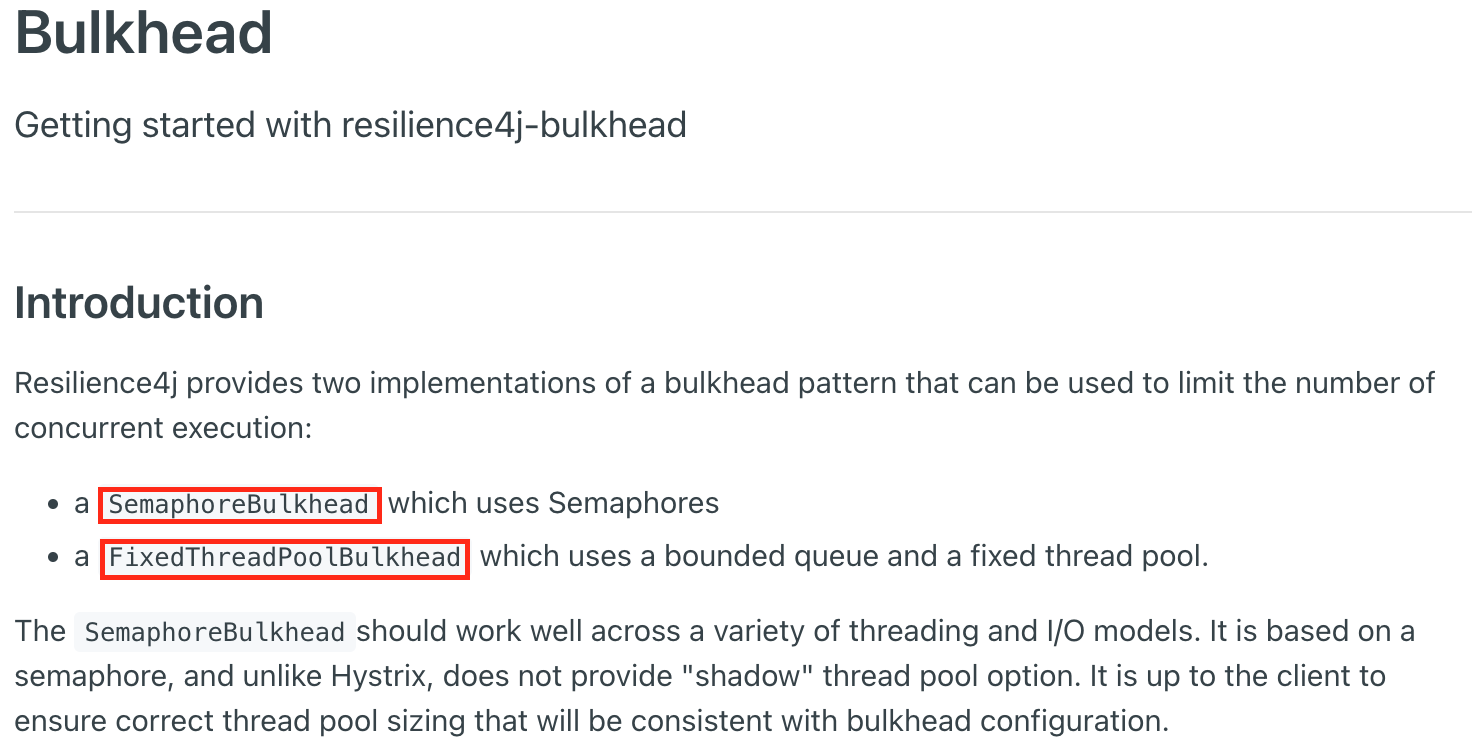 Bulkhead
Getting started with resilience4j-bulkhead
Introduction
Resilience4j provides two implementations of a bulkhead pattern that can be used to limit the number of
concurrent execution:
• a SemaphoreBulkhead which uses Semaphores
• a FixedThreadPoolBulkhead which uses a bounded queue and a fixed thread pool.
The SemaphoreBulkhead should work well across a variety of threading and I/O models. It is based on a
semaphore, and unlike Hystrix, does not provide "shadow" thread pool option. It is up to the client to
ensure correct thread pool sizing that will be consistent with bulkhead configuration.